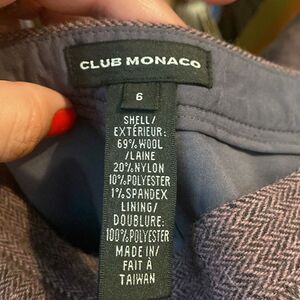 CLUB MONACO
6
SHELL/
EXTÉRIEUR:
69%WOOL
/LAINE
20%NYLON
10%POLYESTER
1%SPANDEX
LINING/
DOUBLURE:
100%POLYESTER
MADE IN/
FAIT À
TAIWAN